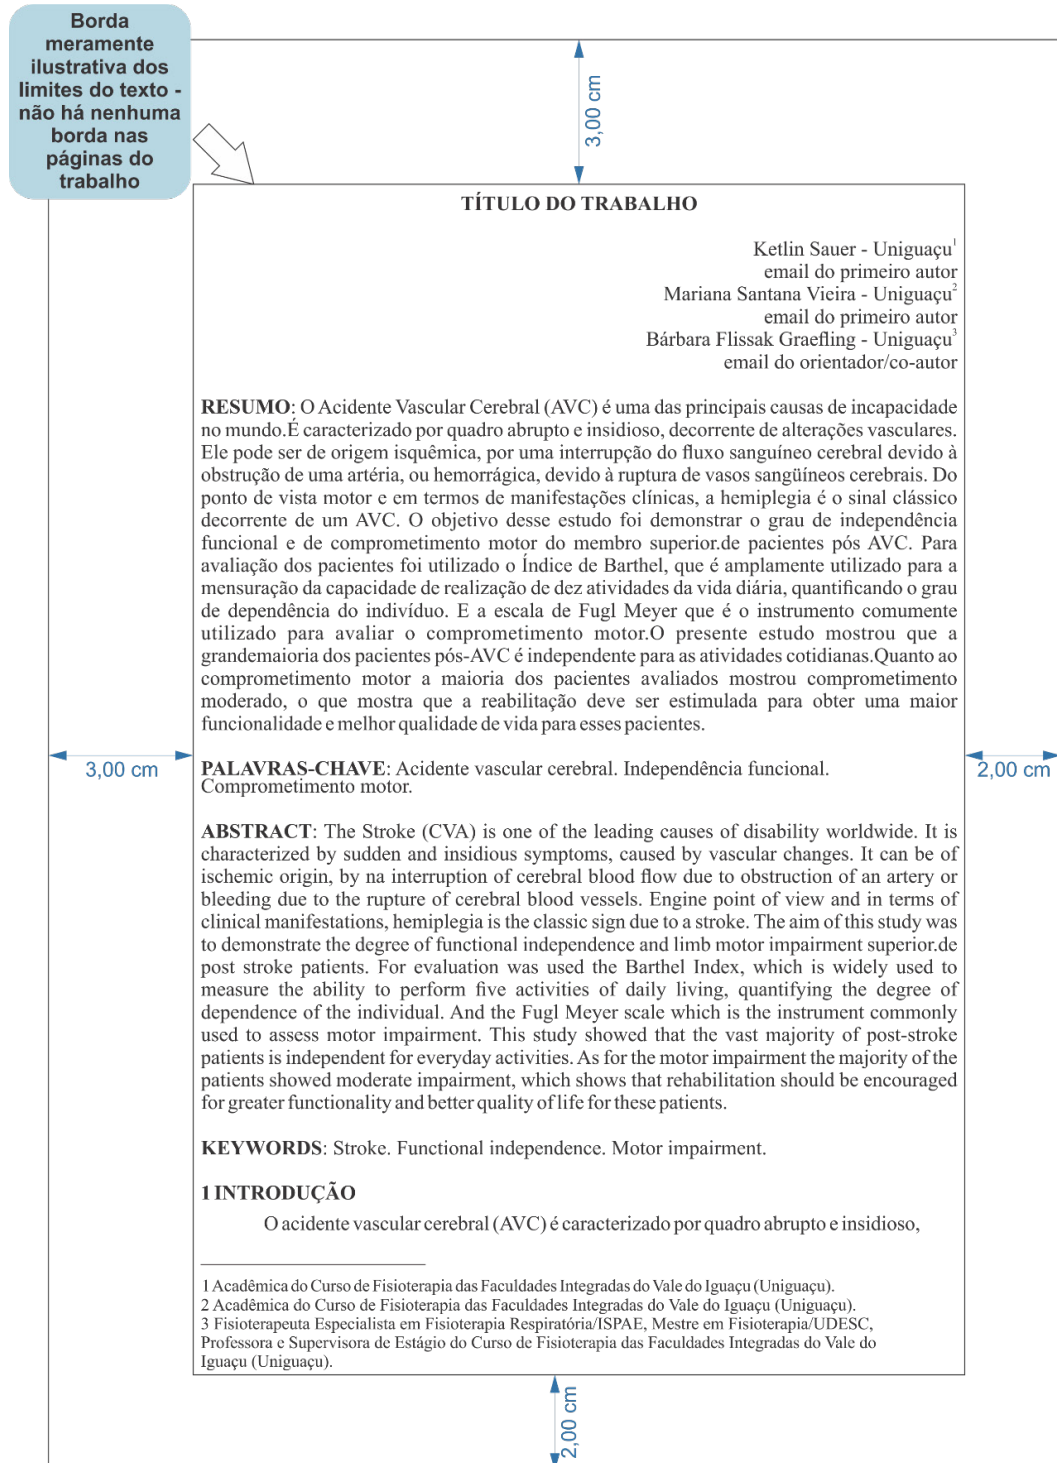 Borda
meramente
ilustrativa dos
limites do texto -
não há nenhuma
borda nas
páginas do
trabalho
3,00 cm
TÍTULO DO TRABALHO
Ketlin Sauer - Uniguaçu1
email do primeiro autor
Mariana Santana Vieira - Uniguaçu2
email do primeiro autor
Bárbara Flissak Graefling - Uniguaçu3
email do orientador/co-autor
RESUMO: O Acidente Vascular Cerebral (AVC) é uma das principais causas de incapacidade
no mundo.É caracterizado por quadro abrupto e insidioso, decorrente de alterações vasculares.
Ele pode ser de origem isquêmica, por uma interrupção do fluxo sanguíneo cerebral devido à
obstrução de uma artéria, ou hemorrágica, devido à ruptura de vasos sangüíneos cerebrais. Do
ponto de vista motor e em termos de manifestações clínicas, a hemiplegia é o sinal clássico
decorrente de um AVC. O objetivo desse estudo foi demonstrar o grau de independência
funcional e de comprometimento motor do membro superior.de pacientes pós AVC. Para
avaliação dos pacientes foi utilizado o Índice de Barthel, que é amplamente utilizado para a
mensuração da capacidade de realização de dez atividades da vida diária, quantificando o grau
de dependência do indivíduo. E a escala de Fugl Meyer que é o instrumento comumente
utilizado para avaliar o comprometimento motor.O presente estudo mostrou que a
grandemaioria dos pacientes pós-AVC é independente para as atividades cotidianas.Quanto ao
comprometimento motor a maioria dos pacientes avaliados mostrou comprometimento
moderado, o que mostra que a reabilitação deve ser estimulada para obter uma maior
funcionalidade e melhor qualidade de vida para esses pacientes.
3,00 cm
2,00 cm
PALAVRAS-CHAVE: Acidente vascular cerebral. Independência funcional.
Comprometimento motor.
ABSTRACT: The Stroke (CVA) is one of the leading causes of disability worldwide. It is
characterized by sudden and insidious symptoms, caused by vascular changes. It can be of
ischemic origin, by na interruption of cerebral blood flow due to obstruction of an artery or
bleeding due to the rupture of cerebral blood vessels. Engine point of view and in terms of
clinical manifestations, hemiplegia is the classic sign due to a stroke. The aim of this study was
to demonstrate the degree of functional independence and limb motor impairment superior.de
post stroke patients. For evaluation was used the Barthel Index, which is widely used to
measure the ability to perform five activities of daily living, quantifying the degree of
dependence of the individual. And the Fugl Meyer scale which is the instrument commonly
used to assess motor impairment. This study showed that the vast majority of post-stroke
patients is independent for everyday activities. As for the motor impairment the majority of the
patients showed moderate impairment, which shows that rehabilitation should be encouraged
for greater functionality and better quality of life for these patients.
KEYWORDS: Stroke. Functional independence. Motor impairment.
1 INTRODUÇÃO
O acidente vascular cerebral (AVC) é caracterizado por quadro abrupto e insidioso,
1 Acadêmica do Curso de Fisioterapia das Faculdades Integradas do Vale do Iguaçu (Uniguaçu).
2 Acadêmica do Curso de Fisioterapia das Faculdades Integradas do Vale do Iguaçu (Uniguaçu).
3 Fisioterapeuta Especialista em Fisioterapia Respiratória/ISPAE, Mestre em Fisioterapia/UDESC,
Professora e Supervisora de Estágio do Curso de Fisioterapia das Faculdades Integradas do Vale do
Iguaçu (Uniguaçu).
2,00 cm